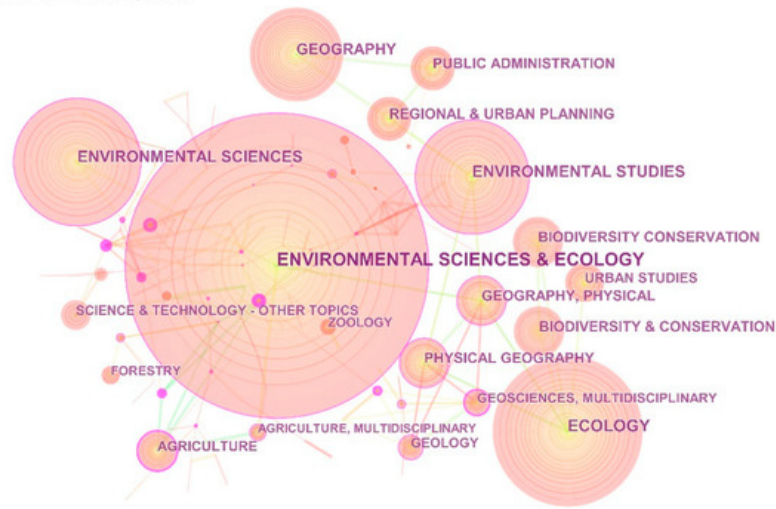 GEOGRAPHY
PUBLIC ADMINISTRATION
REGIONAL & URBAN PLANNING
ENVIRONMENTAL SCIENCES
ENVIRONMENTAL STUDIES
BIODIVERSITY CONSERVATION
ENVIRONMENTAL SCIENCES & ECOLOGY
URBAN STUDIES
GEOGRAPHY, PHYSICAL
SCIENCE & TECHNOLOGY - OTHER TOPICS
ZOOLOGY
BIODIVERSITY & CONSERVATION
PHYSICAL GEOGRAPHY
FORESTRY
GEOSCIENCES, MULTIDISCIPLINARY
ECOLOGY
AGRICULTURE, MULTIDISCIPLINARY
GEOLOGY
AGRICULTURE